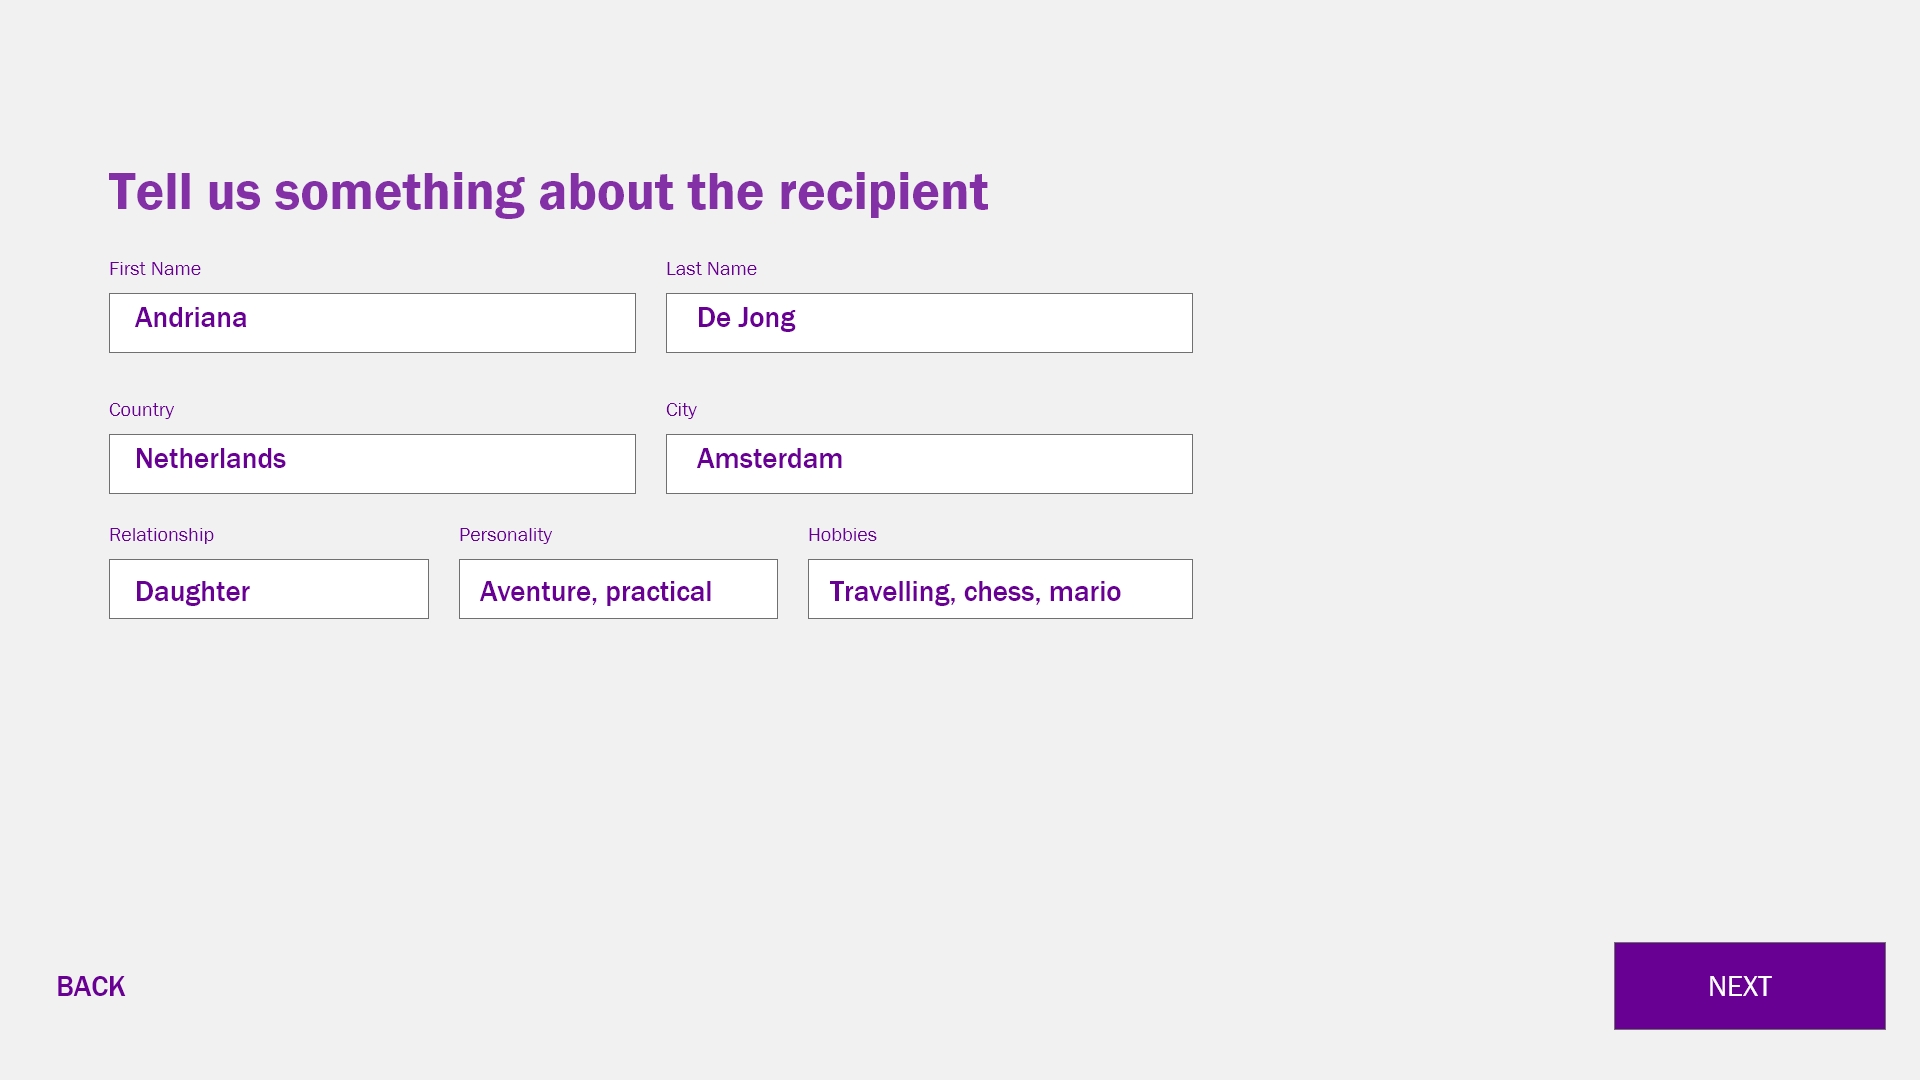 Tell us something about the recipient
First Name
Last Name
Andriana
De Jong
Country
City
Netherlands
Amsterdam
Relationship
Personality
Hobbies
Daughter
Aventure, practical
Travelling, chess, mario
BACK
NEXT